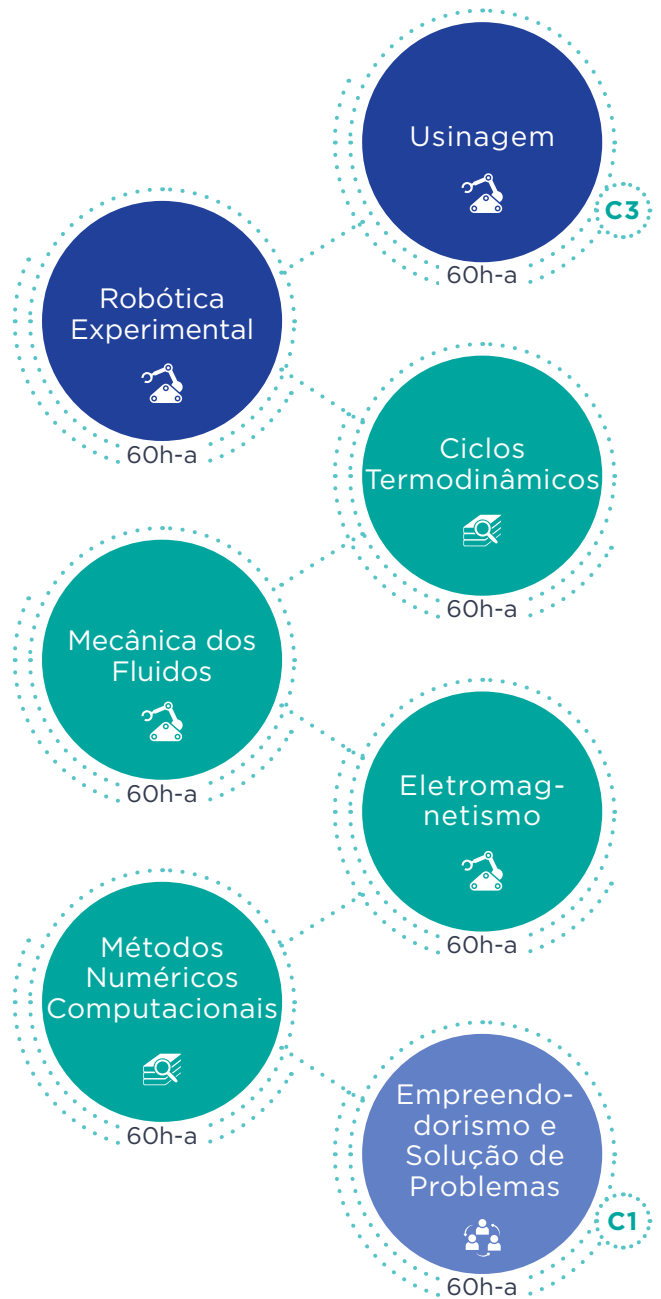 Usinagem
C3
60h-a
Robótica
Experimental
60h-a
Ciclos
Termodinâmicos
60h-a
Mecânica dos
Fluidos
60h-a
Eletromag-
netismo
60h-a
Métodos
Numéricos
Computacionais
60h-a
Empreendo-
dorismo e
Solução de
Problemas
C1
60h-a